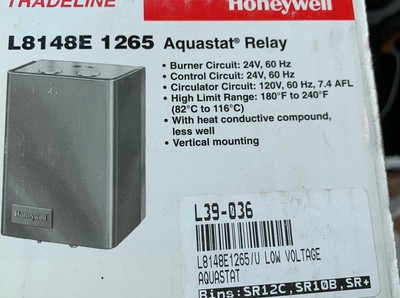 TRADELINE
Honeywell
L8148E 1265 Aquastat® Relay
• Burner Circuit: 24V, 60 Hz
• Control Circuit: 24V, 60 Hz
• Circulator Circuit: 120V, 60 Hz, 7.4 AFL
• High Limit Range: 180°F to 240°F
(82°C to 116°C)
• With heat conductive compound,
less well
• Vertical mounting
Honeywell
L39-036
L8148E1265/U LOW VOLTAGE
AQUASTAT
Bins:SR12C,SR10B,SR+